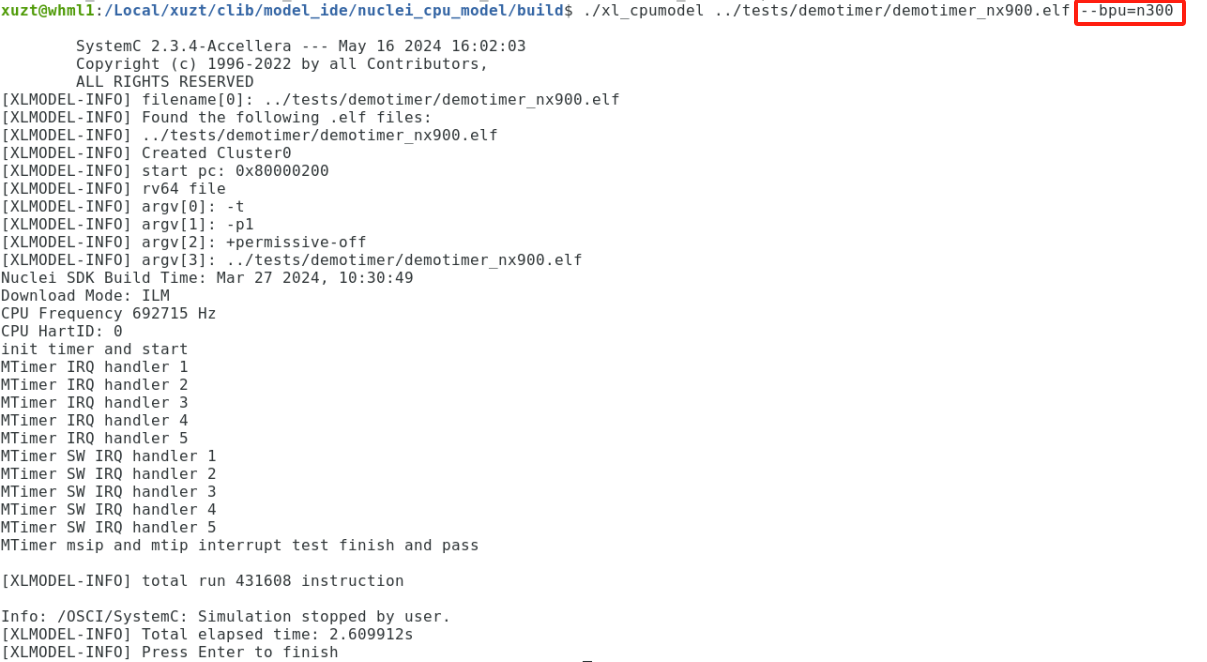 xuzt@whml1:/Local/xuzt/clib/model_ide/nuclei_cpu_model/build$ ./xl_cpumodel ../tests/demotimer/demotimer_nx900.elf --bpu=n300
SystemC 2.3.4-Accellera --- May 16 2024 16:02:03
Copyright (c) 1996-2022 by all Contributors,
ALL RIGHTS RESERVED
[XLMODEL-INFO] filename[0]: ../tests/demotimer/demotimer_nx900.elf
[XLMODEL-INFO] Found the following .elf files:
[XLMODEL-INFO] ../tests/demotimer/demotimer_nx900.elf
[XLMODEL-INFO] Created Cluster0
[XLMODEL-INFO] start pc: 0x80000200
[XLMODEL-INFO] rv64 file
[XLMODEL-INFO] argv[0]: -t
[XLMODEL-INFO] argv[1]: -p1
[XLMODEL-INFO] argv[2]: +permissive-off
[XLMODEL-INFO] argv[3]: ../tests/demotimer/demotimer_nx900.elf
Nuclei SDK Build Time: Mar 27 2024, 10:30:49
Download Mode: ILM
CPU Frequency 692715 Hz
CPU HartID: 0
init timer and start
MTimer IRQ handler 1
MTimer IRQ handler 2
MTimer IRQ handler 3
MTimer IRQ handler 4
MTimer IRQ handler 5
MTimer SW IRQ handler 1
MTimer SW IRQ handler 2
MTimer SW IRQ handler 3
MTimer SW IRQ handler 4
MTimer SW IRQ handler 5
MTimer msip and mtip interrupt test finish and pass
[XLMODEL-INFO] total run 431608 instruction
Info: /OSCI/SystemC: Simulation stopped by user.
[XLMODEL-INFO] Total elapsed time: 2.609912s
[XLMODEL-INFO] Press Enter to finish